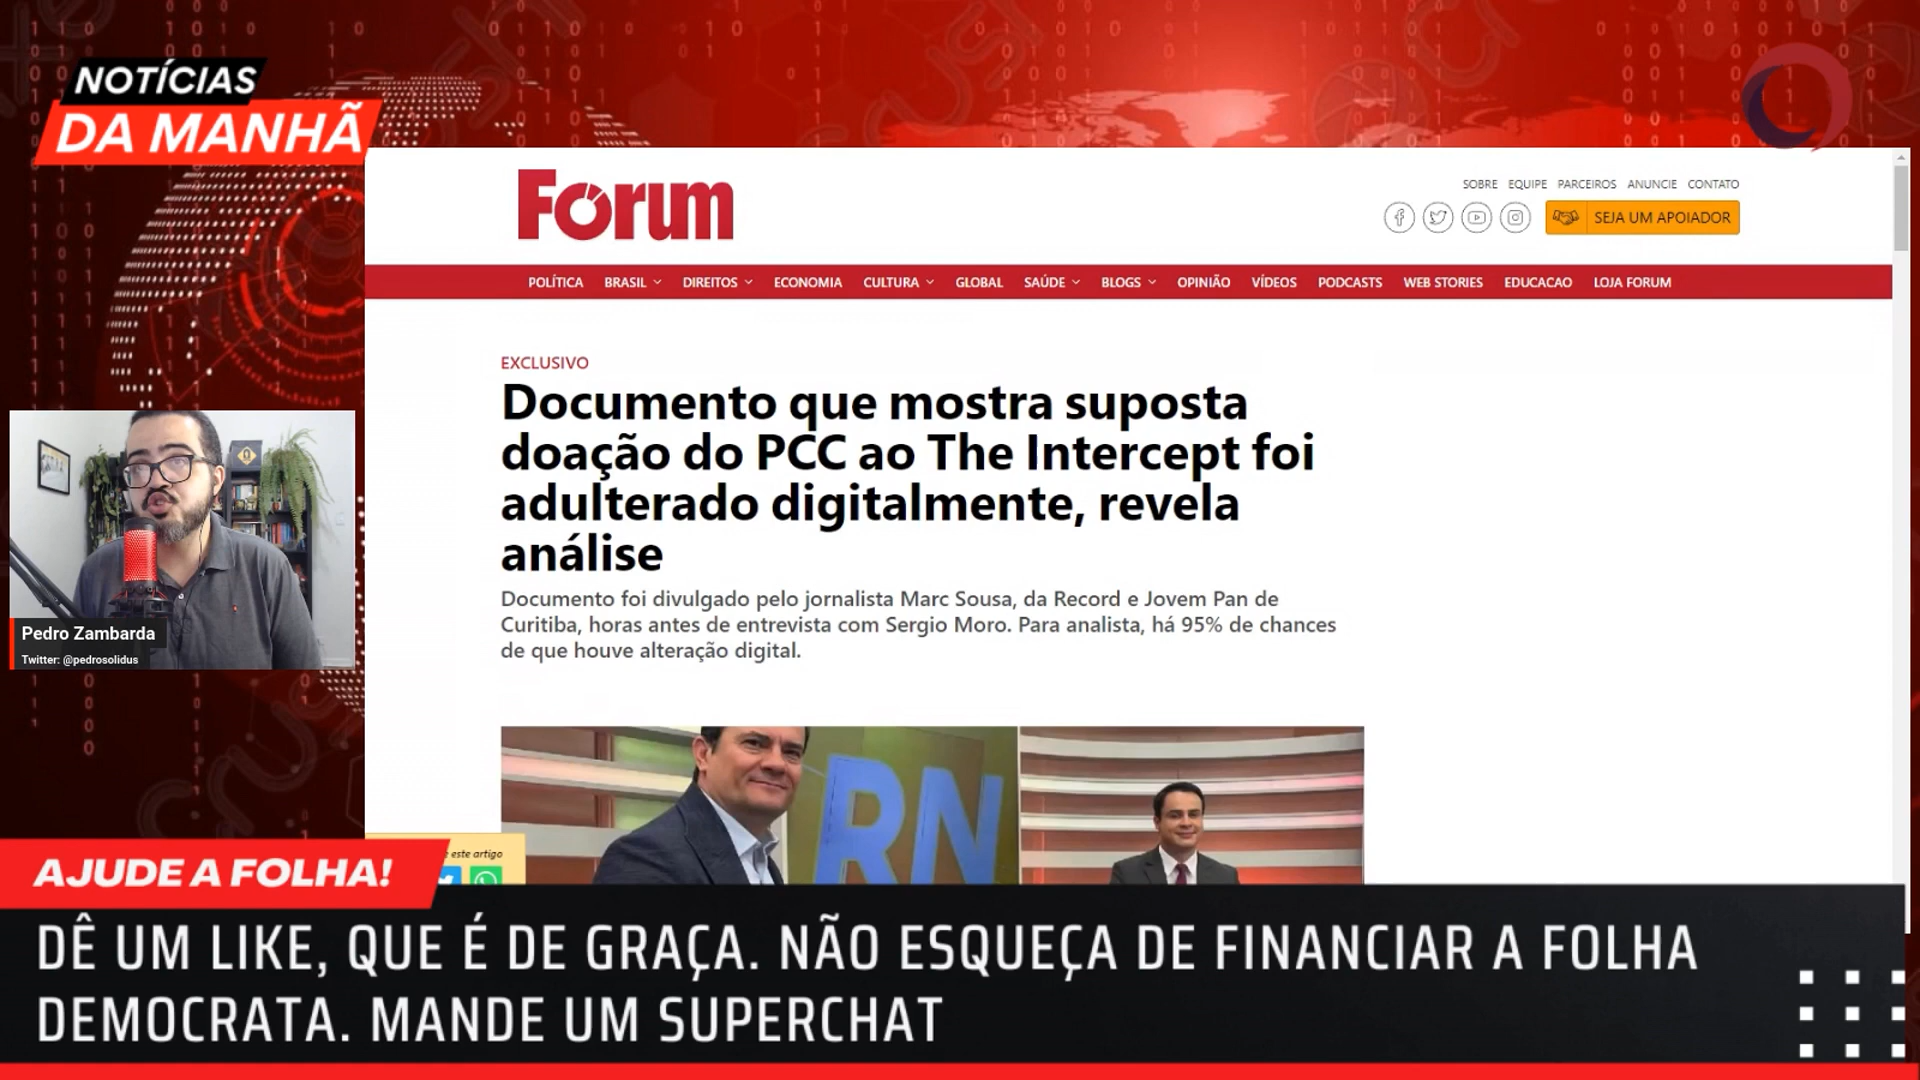 NOTÍCIAS
DA MANHÃ
Forum
SOBRE EQUIPE PARCEIROS ANUNCIE CONTATO
SEJA UM APOIADOR
POLÍTICA BRASIL DIREITOS ECONOMIA CULTURA GLOBAL SAÚDE BLOGS OPINIÃO VÍDEOS PODCASTS WEB STORIES EDUCACAO LOJA FORUM
EXCLUSIVO
Documento que mostra suposta
doação do PCC ao The Intercept foi
adulterado digitalmente, revela
análise
Documento foi divulgado pelo jornalista Marc Sousa, da Record e Jovem Pan de
Curitiba, horas antes de entrevista com Sergio Moro. Para analista, há 95% de chances
de que houve alteração digital.
RN
Pedro Zambarda
Twitter: @pedrosolidus
este artigo
AJUDE A FOLHA!
DÊ UM LIKE, QUE É DE GRAÇA. NÃO ESQUEÇA DE FINANCIAR A FOLHA
DEMOCRATA. MANDE UM SUPERCHAT